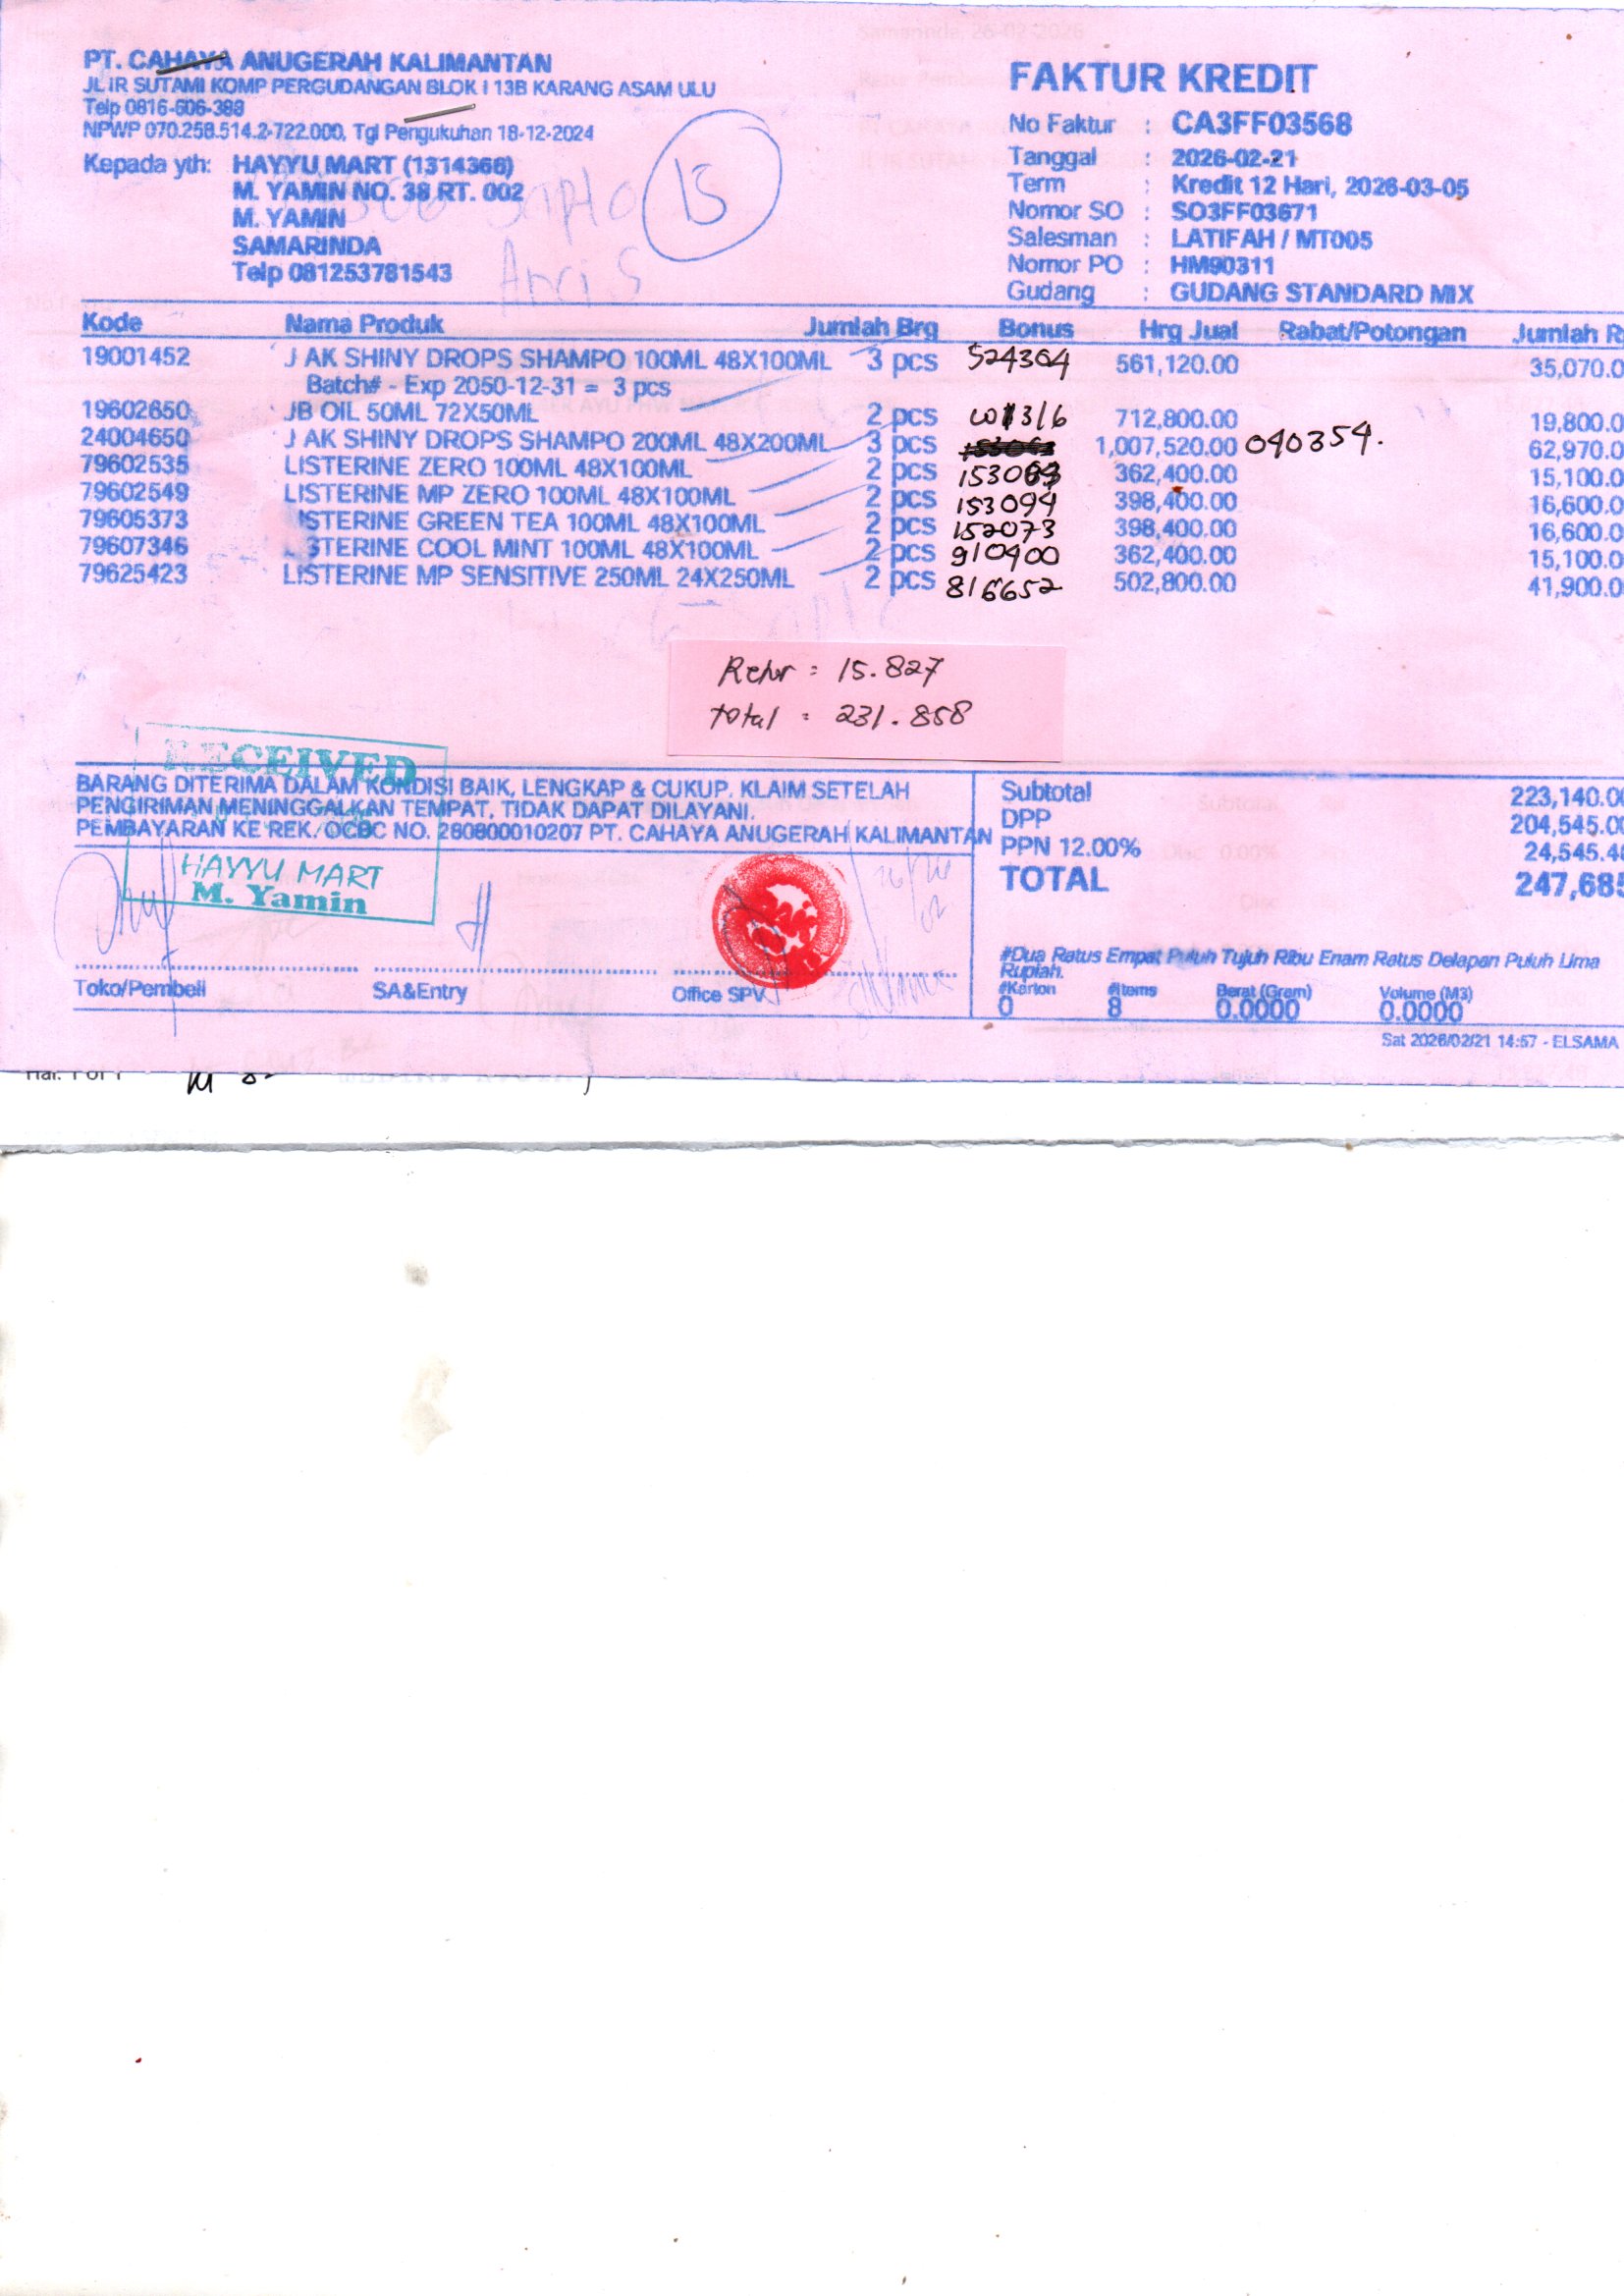 PT. CAHAYA ANUGERAH KALIMANTAN
JL IR SUTAMI KOMP PERGUDANGAN BLOK I 13B KARANG ASAM ULU
Telp 0816-606-388
NPWP 070.258.514.2-722.000, Tgl Pengukuhan 18-12-2024
Kepada yth: HAYYU MART (1314366)
M. YAMIN NO. 38 RT. 002
M. YAMIN
SAMARINDA
Telp 081253781543
15
FAKTUR KREDIT
No Faktur : CA3FF03568
Tanggal : 2026-02-21
Term : Kredit 12 Hari, 2026-03-05
Nomor SO : SO3FF03671
Salesman : LATIFAH / MT005
Nomor PO : HM90311
Gudang : GUDANG STANDARD MIX
Kode Nama Produk Jumlah Brg Bonus Hrg Jual Rabat/Potongan Jumlah R
19001452 J AK SHINY DROPS SHAMPO 100ML 48X100ML 3 pcs 524304 561,120.00 35,070.0
Batch# - Exp 2050-12-31 = 3 pcs
19602650 JB OIL 50ML 72X50ML 2 pcs 712,800.00 19,800.0
24004650 J AK SHINY DROPS SHAMPO 200ML 48X200ML 3 pcs 1,007,520.00 040354. 62,970.0
79602535 LISTERINE ZERO 100ML 48X100ML 2 pcs 153063 362,400.00 15,100.0
79602549 LISTERINE MP ZERO 100ML 48X100ML 2 pcs 153094 398,400.00 16,600.0
79605373 ISTERINE GREEN TEA 100ML 48X100ML 2 pcs 152073 398,400.00 16,600.0
79607346 STERINE COOL MINT 100ML 48X100ML 2 pcs 910400 362,400.00 15,100.0
79625423 LISTERINE MP SENSITIVE 250ML 24X250ML 2 pcs 816652 502,800.00 41,900.0
Retur : 15.827
total : 231.858
RECEIVED
HAYYU MART
M. Yamin
BARANG DITERIMA DALAM KONDISI BAIK, LENGKAP & CUKUP. KLAIM SETELAH
PENGIRIMAN MENINGGALKAN TEMPAT, TIDAK DAPAT DILAYANI.
PEMBAYARAN KE REK. OCBC NO. 260800010207 PT. CAHAYA ANUGERAH KALIMANTAN
Subtotal 223,140.00
DPP 204,545.00
PPN 12.00% 24,545.40
TOTAL 247,685
#Dua Ratus Empat Puluh Tujuh Ribu Enam Ratus Delapan Puluh Lima
Rupiah.
#Karton #Items Berat (Gram) Volume (M3)
0 8 0.0000 0.0000
Toko/Pembeli SA&Entry Office SPV
Sat 2026/02/21 14:57 - ELSAMA
Hal. 1 of 1